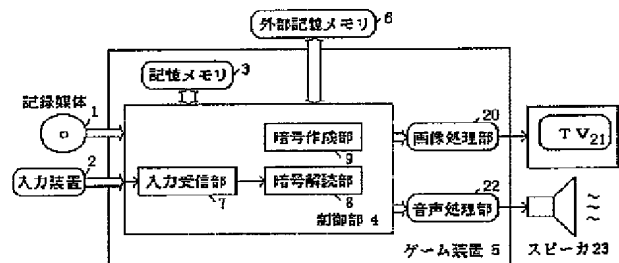 外部記憶メモリ 6
記憶メモリ 3
記録媒体
1
2
入力装置
入力受信部
7
暗号作成部
9
暗号解読部
8
制御部 4
20
画像処理部
TV 21
22
音声処理部
ゲーム装置 5
スピーカ 23